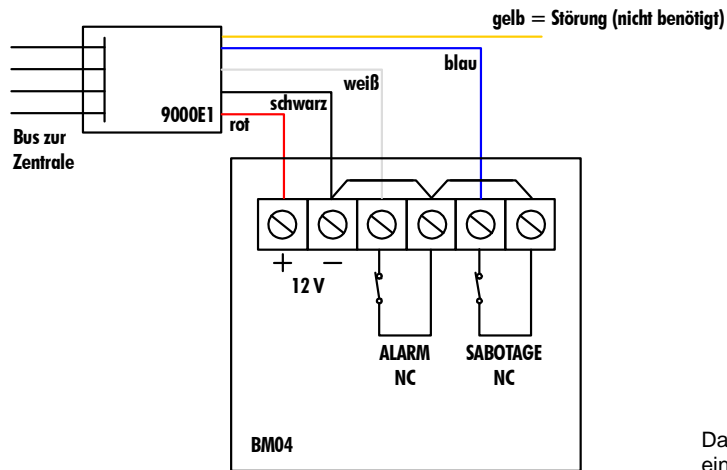 gelb = Störung (nicht benötigt)
blau
weiß
schwarz
9000E1
rot
Bus zur
Zentrale
+ −
12 V
ALARM
NC
SABOTAGE
NC
BM04
Da
ein